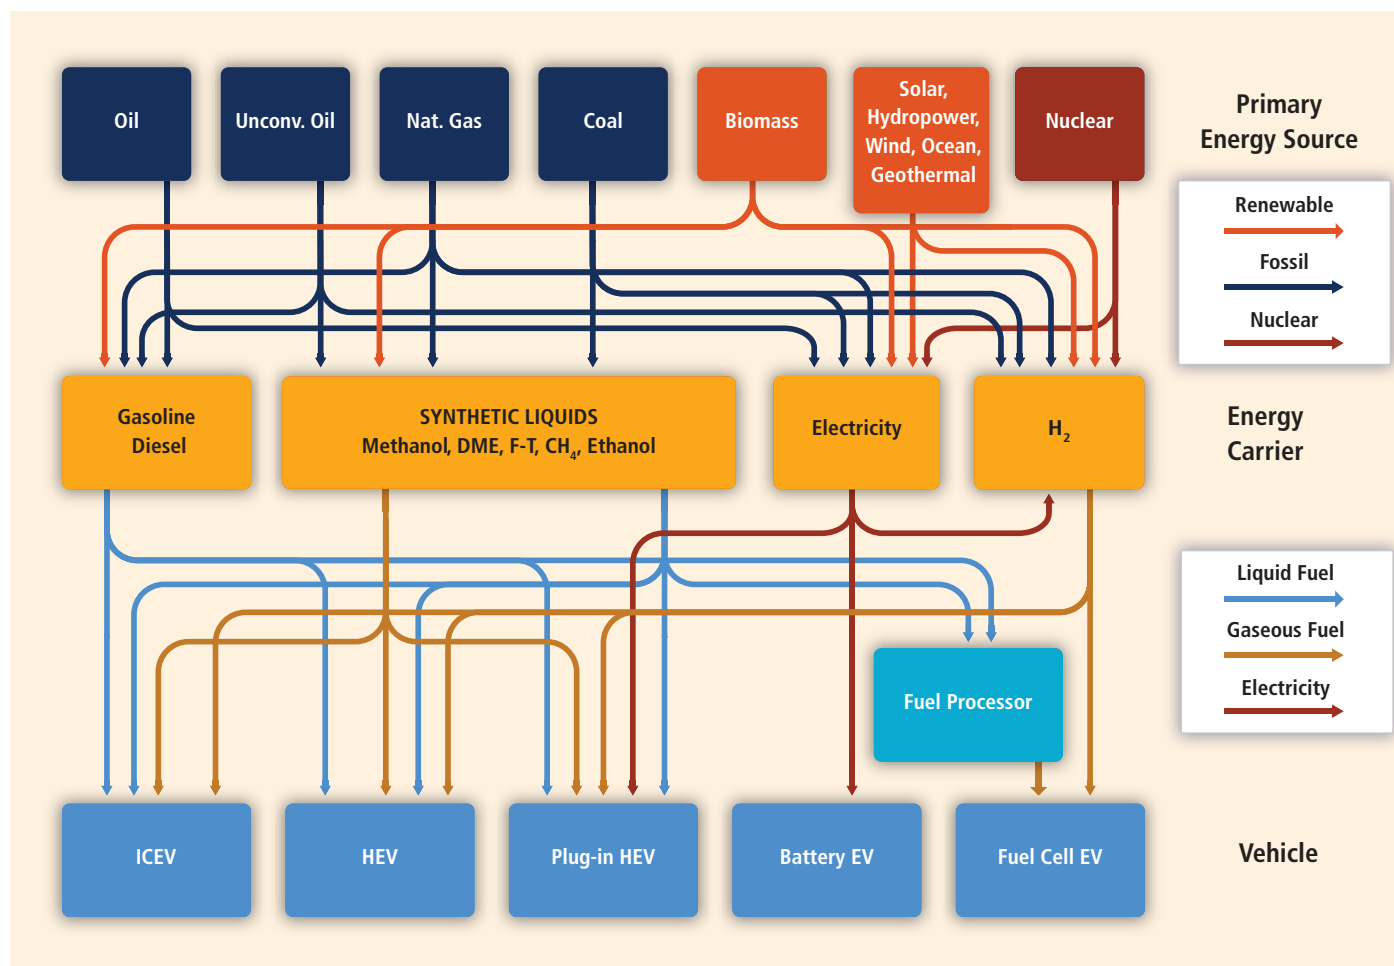 Oil
Unconv. Oil
Nat. Gas
Coal
Biomass
Solar,
Hydropower,
Wind, Ocean,
Geothermal
Nuclear
Primary
Energy Source
Renewable
Fossil
Nuclear
Gasoline
Diesel
SYNTHETIC LIQUIDS
Methanol, DME, F-T, CH₄, Ethanol
Electricity
H₂
Energy
Carrier
Liquid Fuel
Gaseous Fuel
Electricity
Fuel Processor
ICEV
HEV
Plug-in HEV
Battery EV
Fuel Cell EV
Vehicle